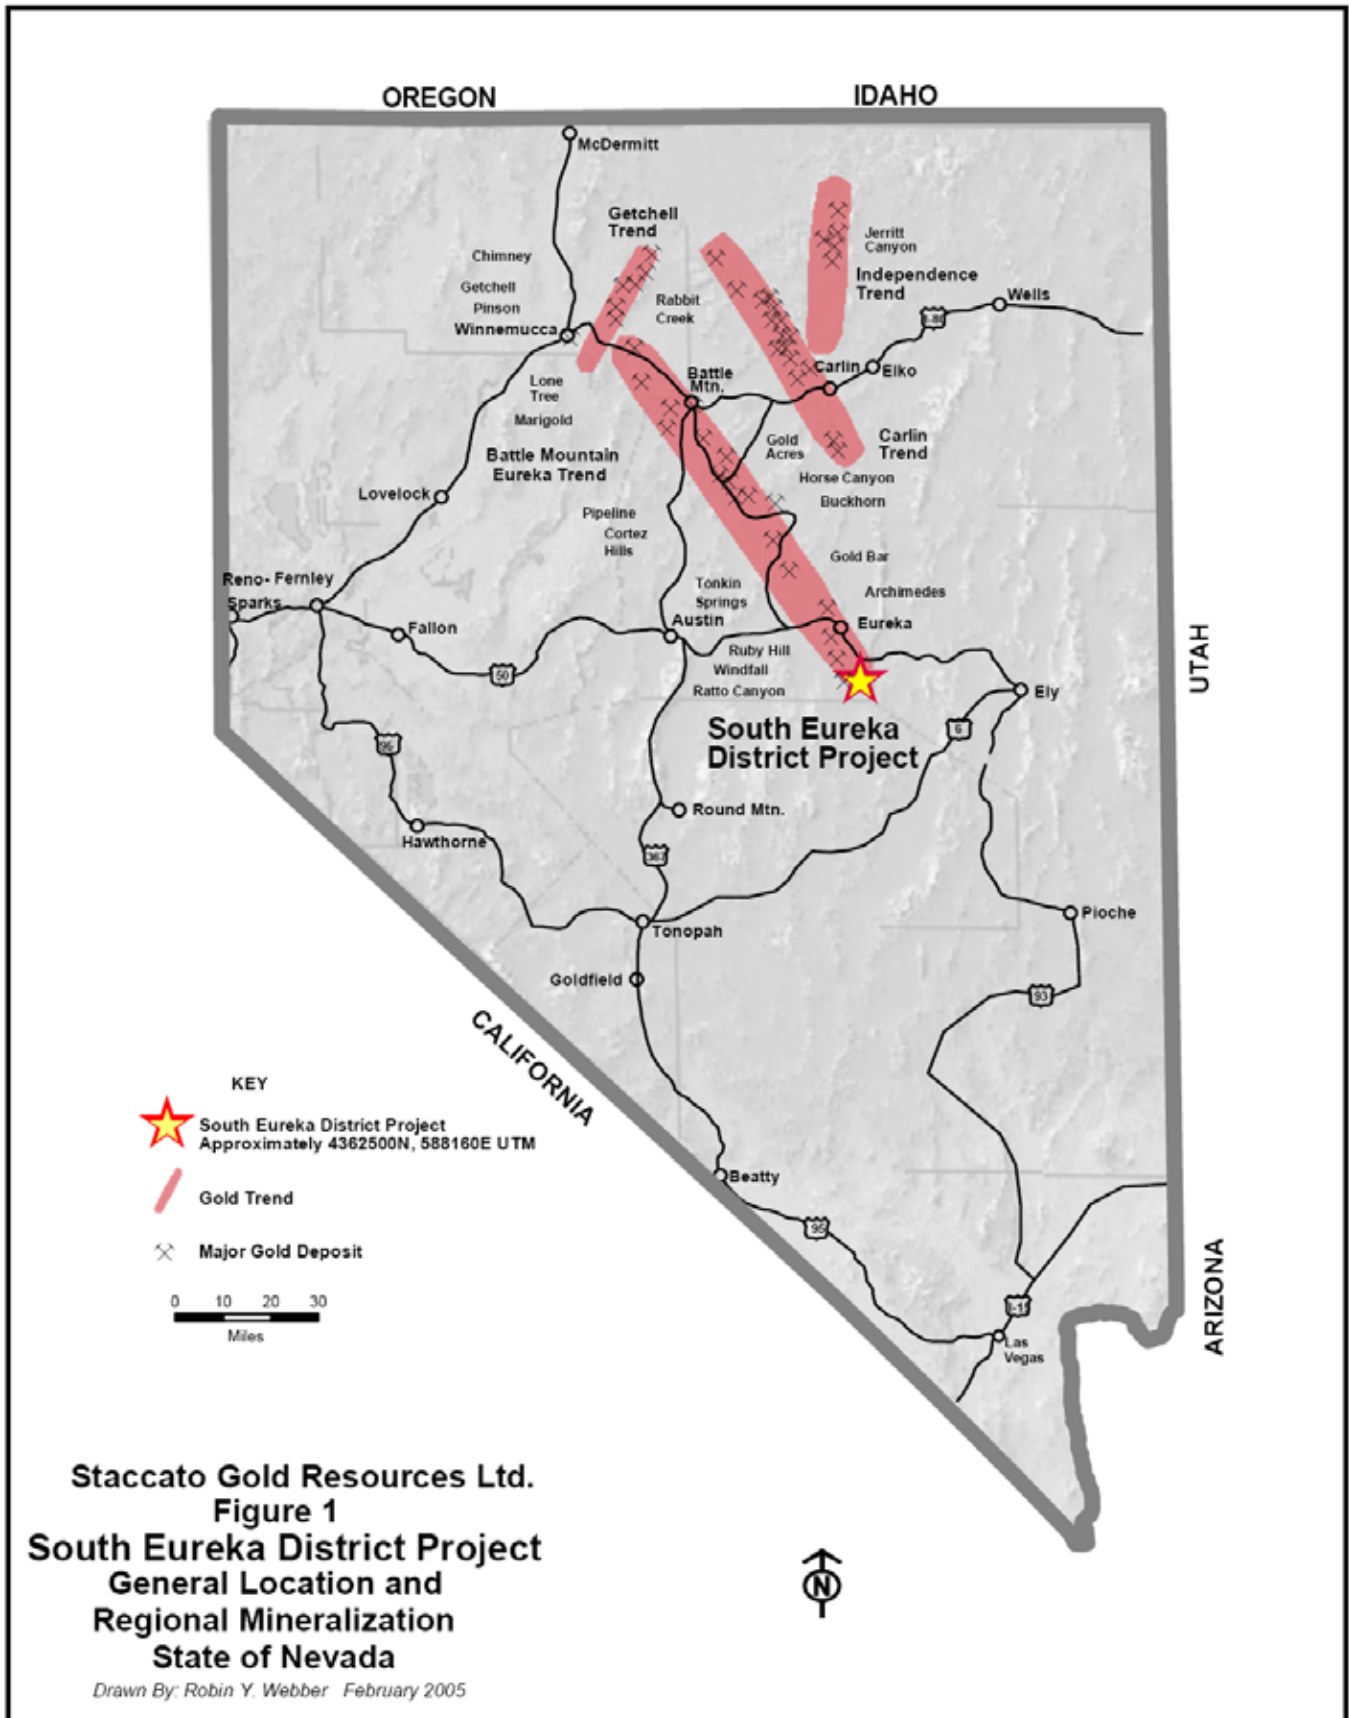 OREGON
IDAHO
McDermitt
Getchell
Trend
Chimney
Jerritt
Canyon
Getchell
Pinson
Rabbit
Creek
Independence
Trend
Wells
Winnemucca
Battle
Mtn.
Carlin
Elko
Lone
Tree
Marigold
Gold
Acres
Carlin
Trend
Battle Mountain
Eureka Trend
Horse Canyon
Buckhorn
Lovelock
Pipeline
Cortez
Hills
Gold Bar
Reno-
Sparks
Fernley
Tonkin
Springs
Archimedes
Austin
Eureka
Fallon
50
Ruby Hill
Windfall
Ratto Canyon
UTAH
Ely
South Eureka
District Project
6
95
Round Mtn.
Hawthorne
Tonopah
Pioche
Goldfield
93
CALIFORNIA
KEY
South Eureka District Project
Approximately 4362500N, 588160E UTM
Gold Trend
Major Gold Deposit
0 10 20 30
Miles
Beatty
95
ARIZONA
Las
Vegas
Staccato Gold Resources Ltd.
Figure 1
South Eureka District Project
General Location and
Regional Mineralization
State of Nevada
Drawn By: Robin Y. Webber February 2005
N